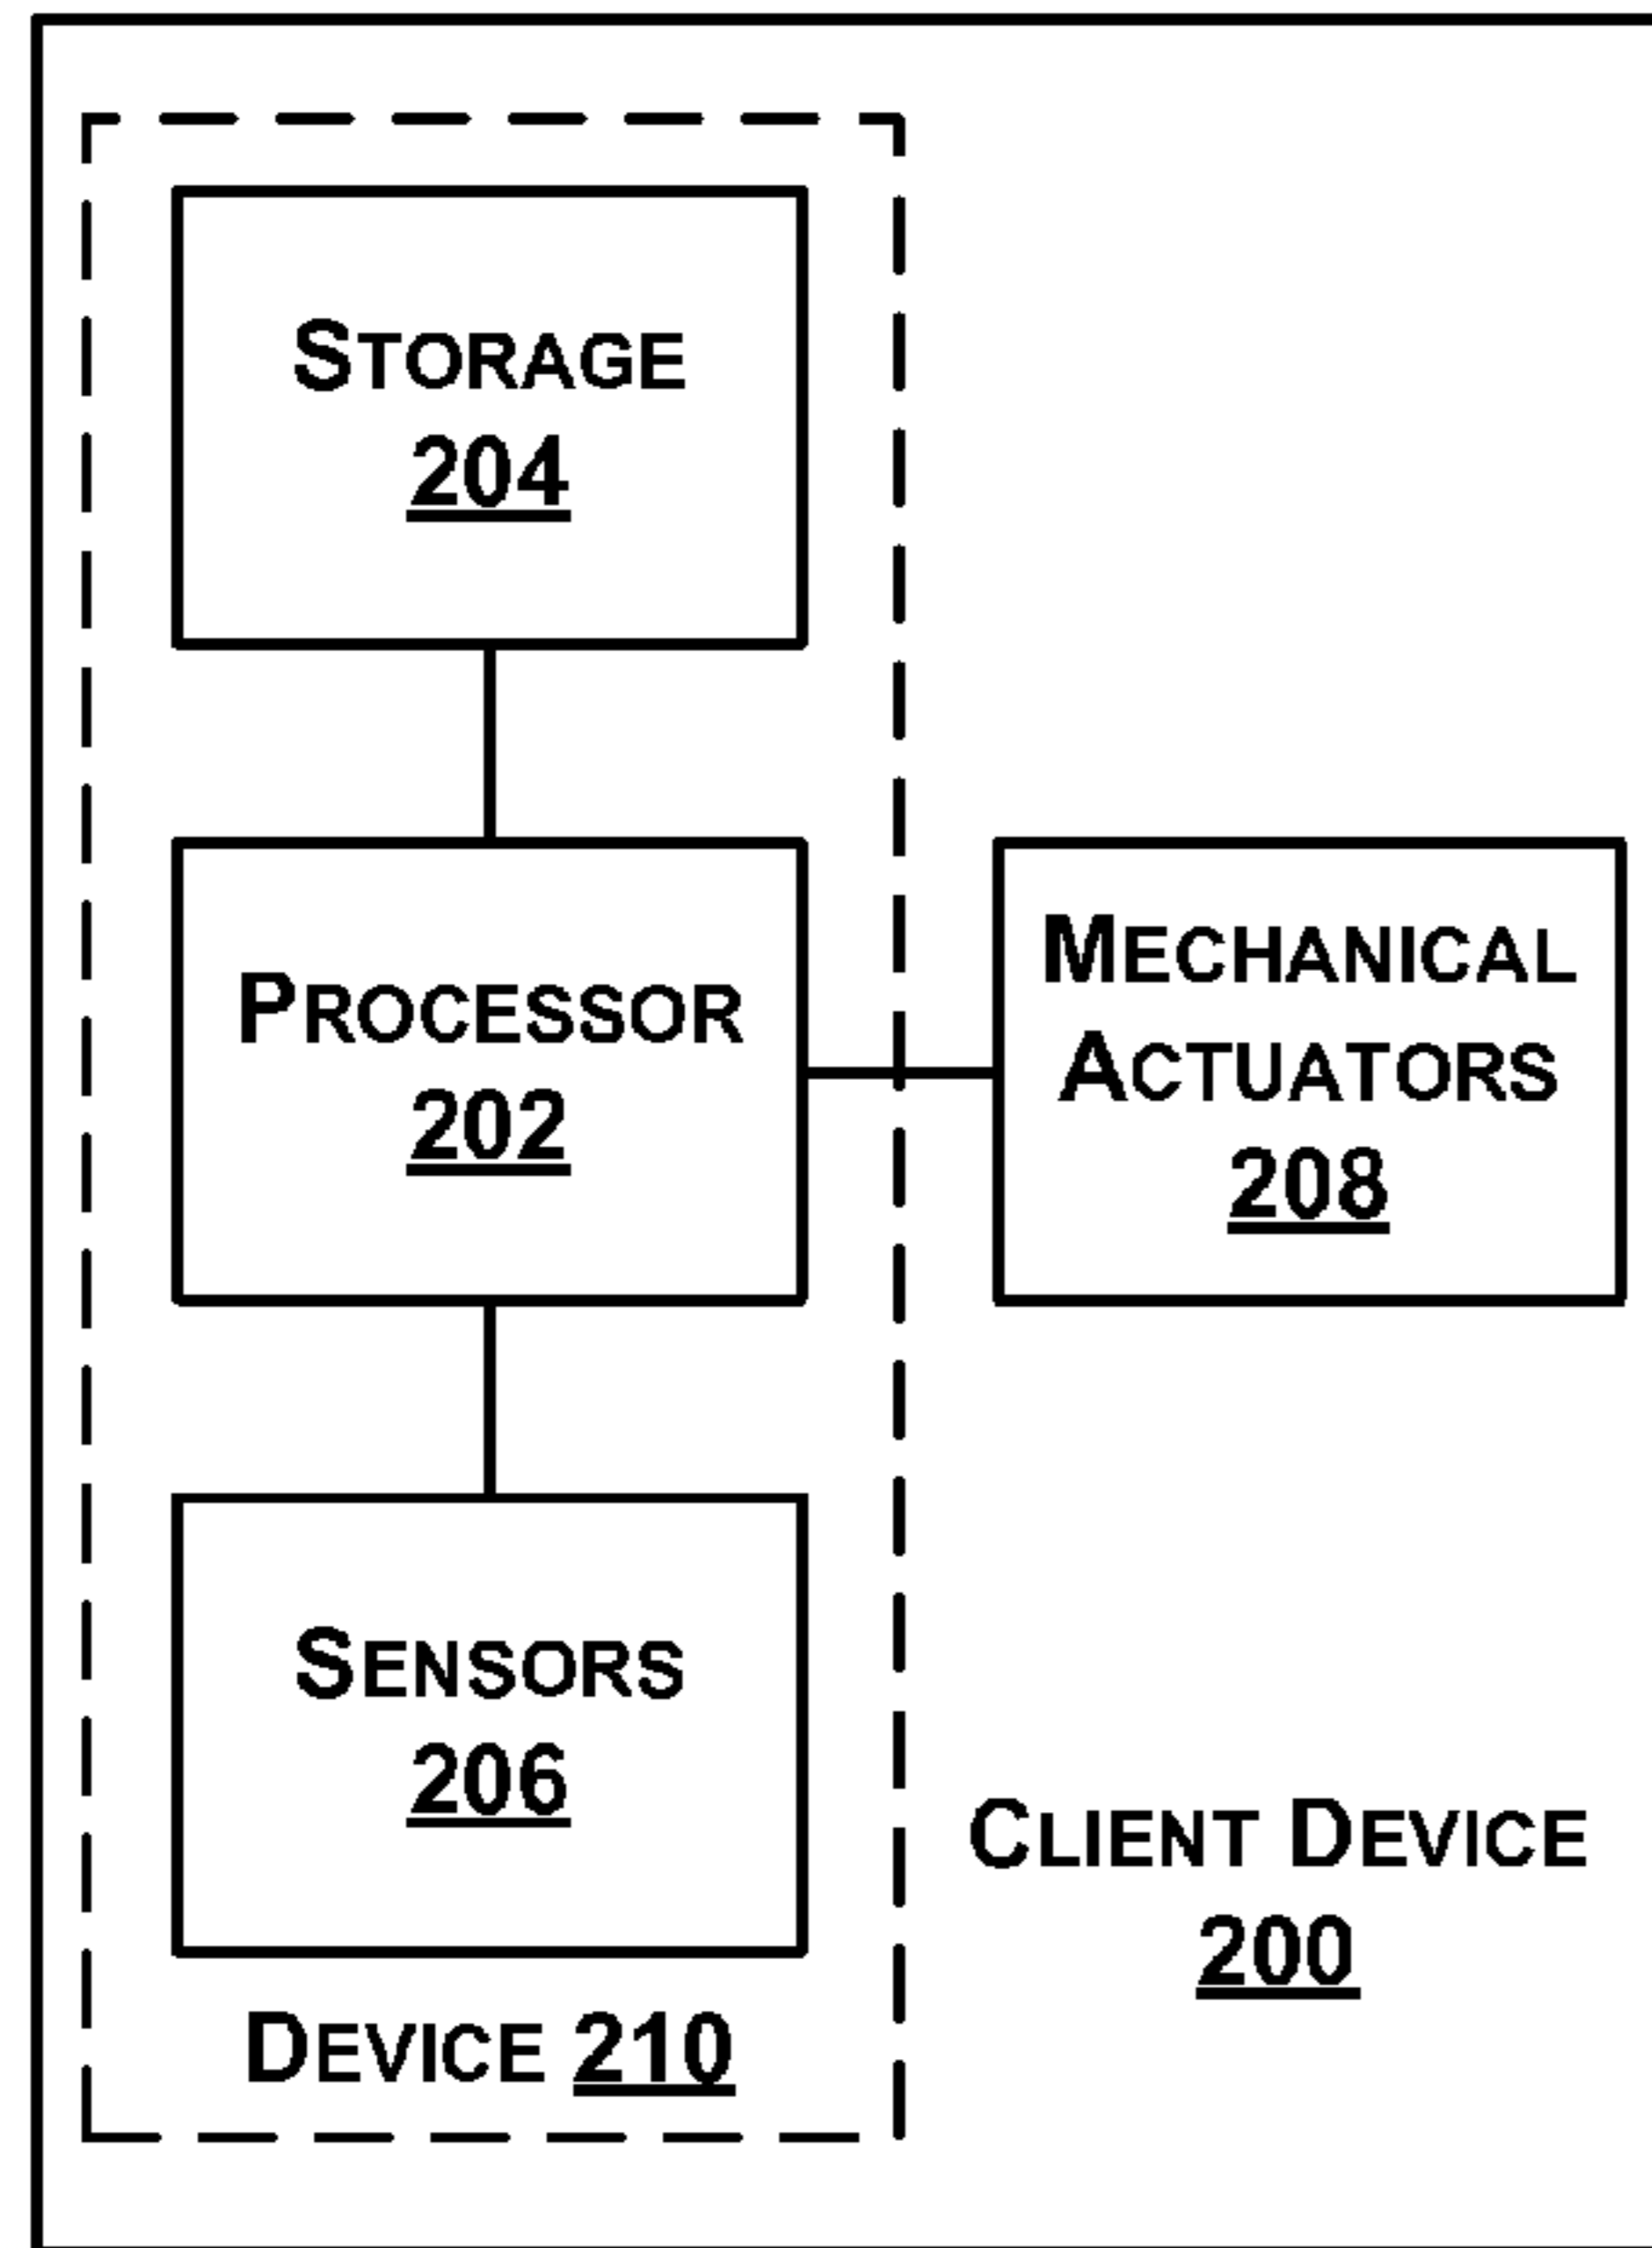 STORAGE
204
PROCESSOR
202
MECHANICAL
ACTUATORS
208
SENSORS
206
CLIENT DEVICE
200
DEVICE 210